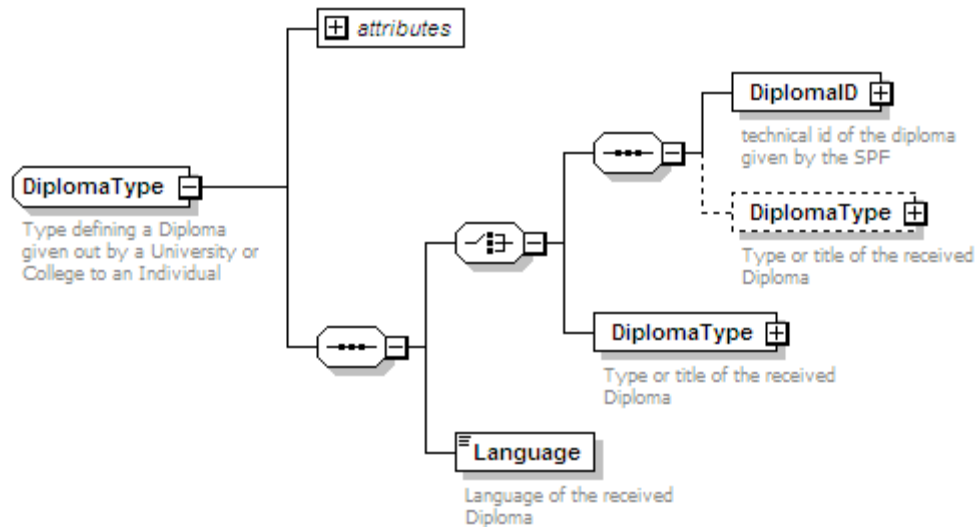 attributes
DiplomaID
technical id of the diploma
given by the SPF
DiplomaType
Type defining a Diploma
given out by a University or
College to an Individual
DiplomaType
Type or title of the received
Diploma
DiplomaType
Type or title of the received
Diploma
Language
Language of the received
Diploma